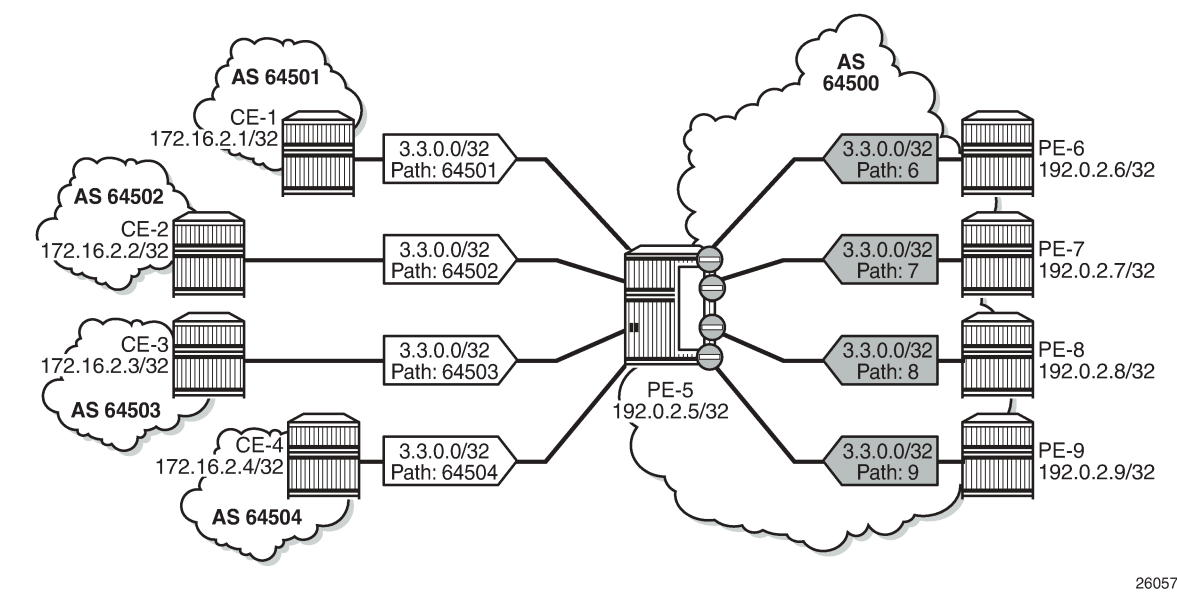 AS 64501
CE-1
172.16.2.1/32
3.3.0.0/32
Path: 64501
AS 64502
CE-2
172.16.2.2/32
3.3.0.0/32
Path: 64502
CE-3
172.16.2.3/32
AS 64503
3.3.0.0/32
Path: 64503
CE-4
172.16.2.4/32
AS 64504
3.3.0.0/32
Path: 64504
PE-5
192.0.2.5/32
AS
64500
3.3.0.0/32
Path: 6
PE-6
192.0.2.6/32
3.3.0.0/32
Path: 7
PE-7
192.0.2.7/32
3.3.0.0/32
Path: 8
PE-8
192.0.2.8/32
3.3.0.0/32
Path: 9
PE-9
192.0.2.9/32
26057